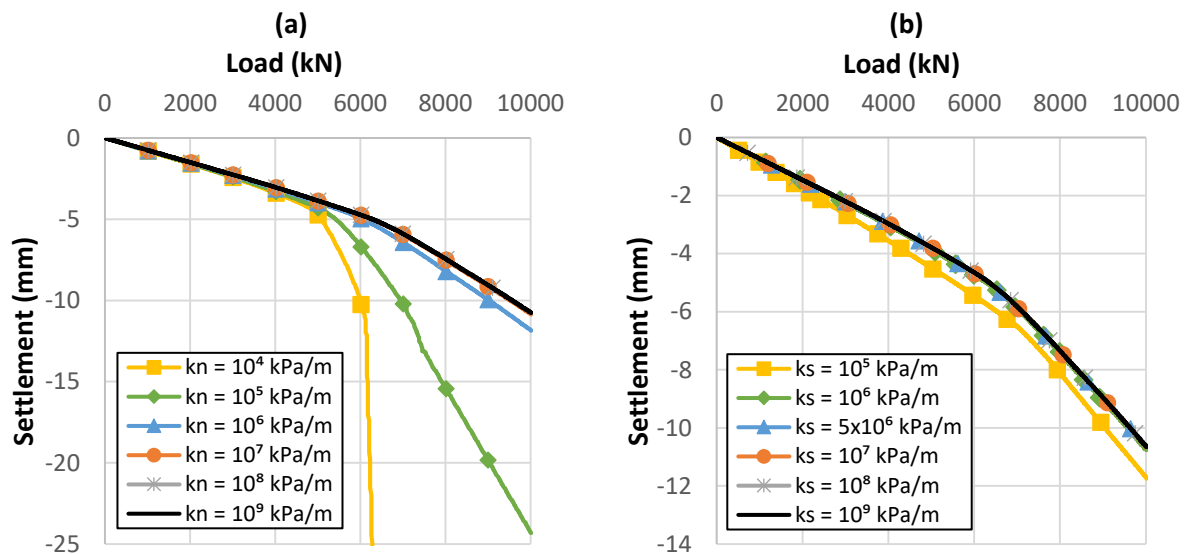 (a)
Load (kN)
0 2000 4000 6000 8000 10000
0
-5
-10
-15
-20
-25
Settlement (mm)
kn = 10⁴ kPa/m
kn = 10⁵ kPa/m
kn = 10⁶ kPa/m
kn = 10⁷ kPa/m
kn = 10⁸ kPa/m
kn = 10⁹ kPa/m
(b)
Load (kN)
0 2000 4000 6000 8000 10000
0
-2
-4
-6
-8
-10
-12
-14
Settlement (mm)
ks = 10⁵ kPa/m
ks = 10⁶ kPa/m
ks = 5x10⁶ kPa/m
ks = 10⁷ kPa/m
ks = 10⁸ kPa/m
ks = 10⁹ kPa/m